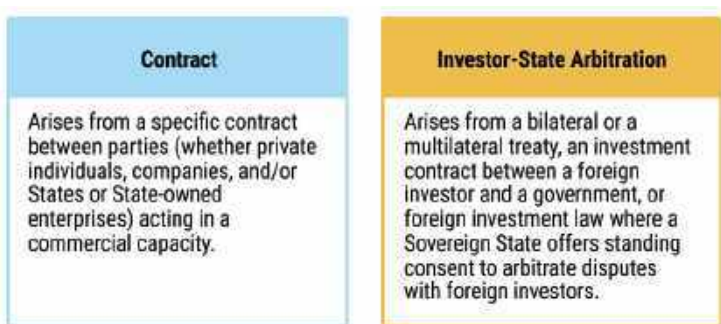 Contract
Arises from a specific contract
between parties (whether private
individuals, companies, and/or
States or State-owned
enterprises) acting in a
commercial capacity.
Investor-State Arbitration
Arises from a bilateral or a
multilateral treaty, an investment
contract between a foreign
investor and a government, or
foreign investment law where a
Sovereign State offers standing
consent to arbitrate disputes
with foreign investors.